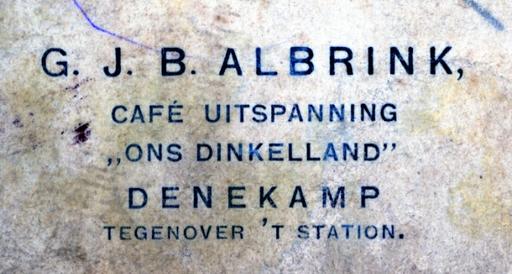 G. J. B. ALBRINK,
CAFÉ UITSPANNING
„ONS DINKELLAND”
DENEKAMP
TEGENOVER 'T STATION.